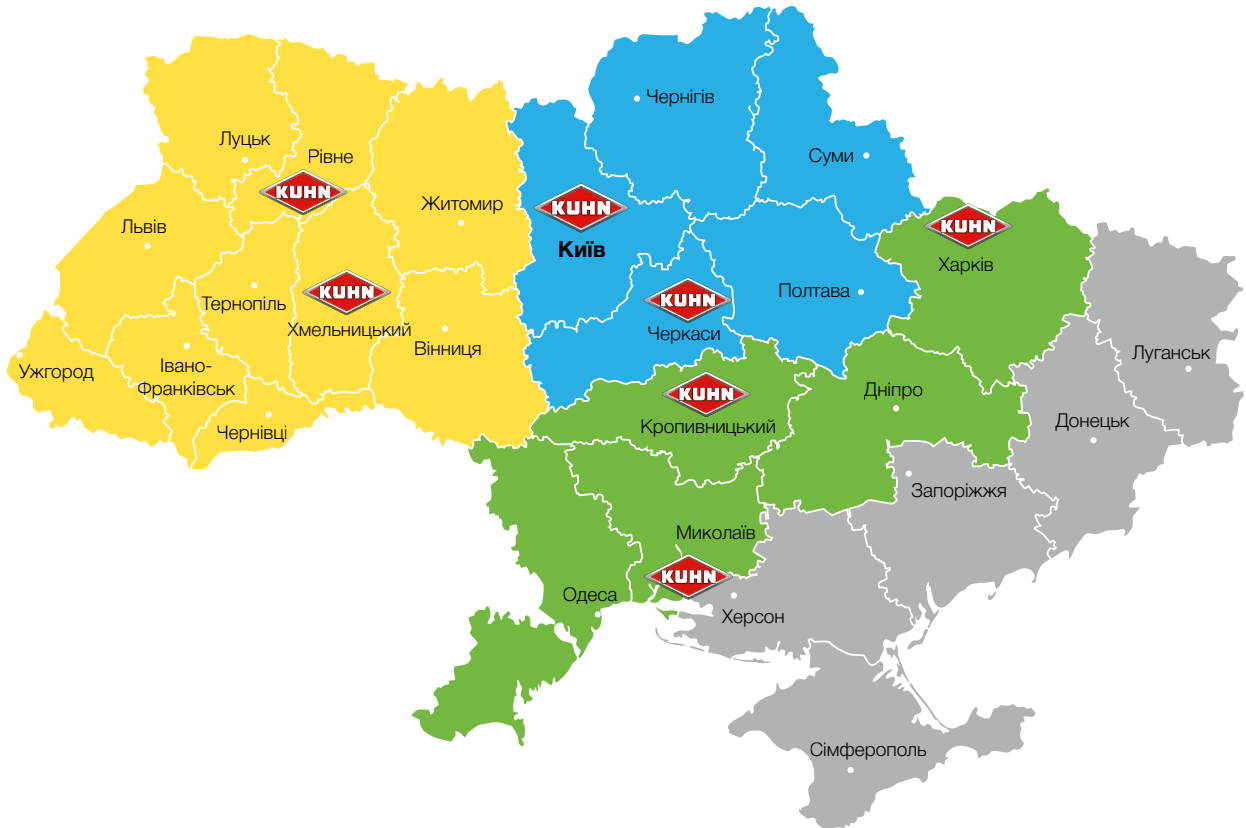 Чернігів
Луцьк
Рівне
Суми
KUHN
Житомир
KUHN
Львів
KUHN
Київ
Харків
KUHN
Тернопіль
KUHN
Полтава
Хмельницький
Черкаси
Вінниця
Луганськ
Ужгород
Івано-
Франківськ
KUHN
Дніпро
Чернівці
Кропивницький
Донецьк
Запоріжжя
Миколаїв
KUHN
Одеса
Херсон
Сімферополь